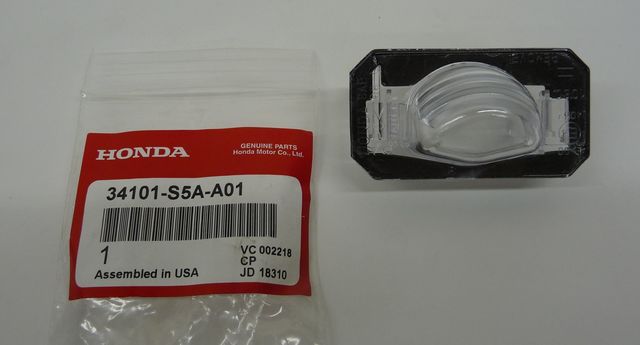 HONDA
GENUINE PARTS
Honda Motor Co., Ltd.
34101-S5A-A01
1
VC 002218
CP
Assembled in USA
JD 18310